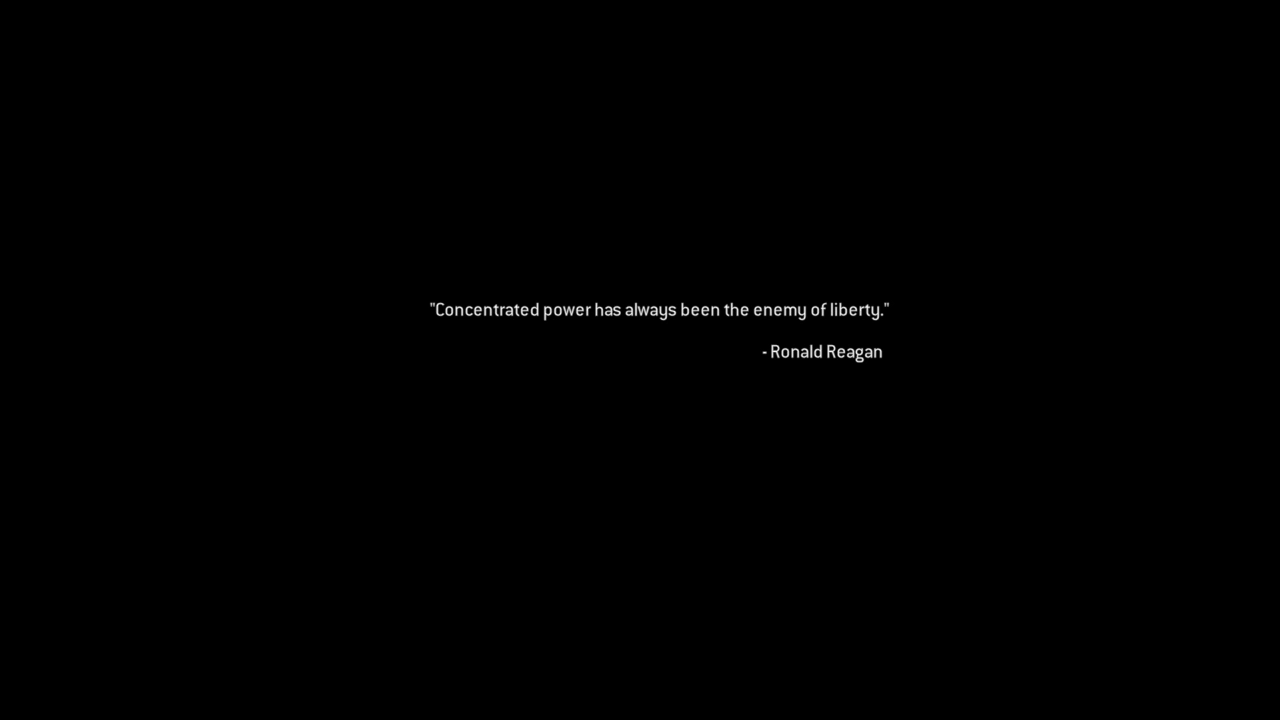 "Concentrated power has always been the enemy of liberty."
- Ronald Reagan